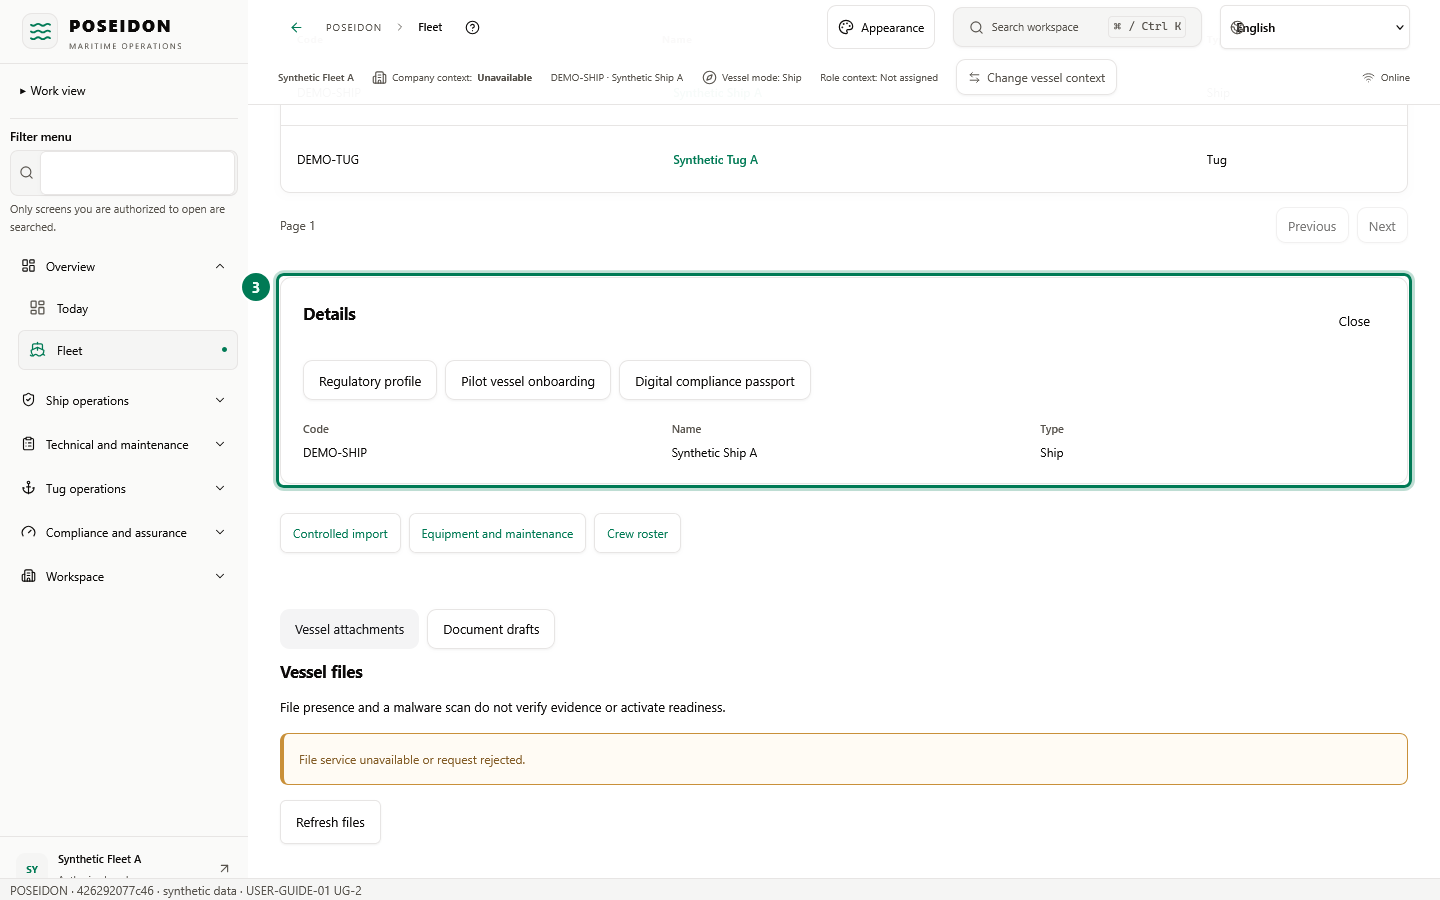 POSEIDON
MARITIME OPERATIONS
Work view
Filter menu
Only screens you are authorized to open are
searched.
Overview
Today
Fleet
Ship operations
Technical and maintenance
Tug operations
Compliance and assurance
Workspace
SY
Synthetic Fleet A
POSEIDON
Fleet
Appearance
Search workspace
⌘ / Ctrl K
English
Synthetic Fleet A
Company context: Unavailable
DEMO-SHIP · Synthetic Ship A
Vessel mode: Ship
Role context: Not assigned
Change vessel context
Online
DEMO-SHIP Synthetic Ship A Ship
DEMO-TUG Synthetic Tug A Tug
Page 1
Previous
Next
3
Details
Close
Regulatory profile
Pilot vessel onboarding
Digital compliance passport
Code Name Type
DEMO-SHIP Synthetic Ship A Ship
Controlled import
Equipment and maintenance
Crew roster
Vessel attachments
Document drafts
Vessel files
File presence and a malware scan do not verify evidence or activate readiness.
File service unavailable or request rejected.
Refresh files
POSEIDON · 426292077c46 · synthetic data · USER-GUIDE-01 UG-2